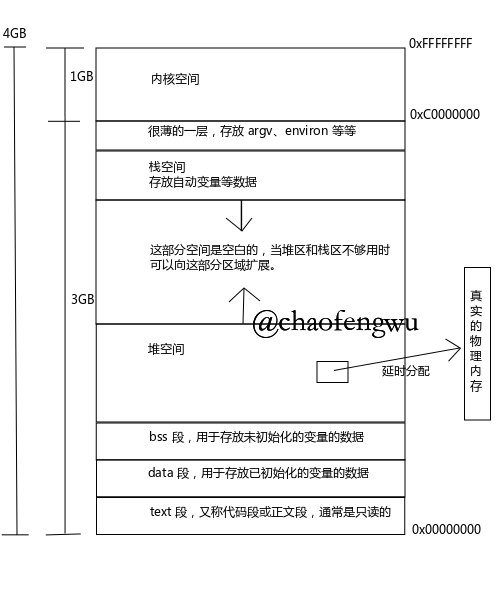 4GB
0xFFFFFFFF
1GB
内核空间
0xC0000000
很薄的一层，存放 argv、environ 等等
栈空间
存放自动变量等数据
这部分空间是空白的，当堆区和栈区不够用时
可以向这部分区域扩展。
3GB
@chaofengwu
真实的物理内存
堆空间
延时分配
bss 段，用于存放未初始化的变量的数据
data 段，用于存放已初始化的变量的数据
text 段，又称代码段或正文段，通常是只读的
0x00000000